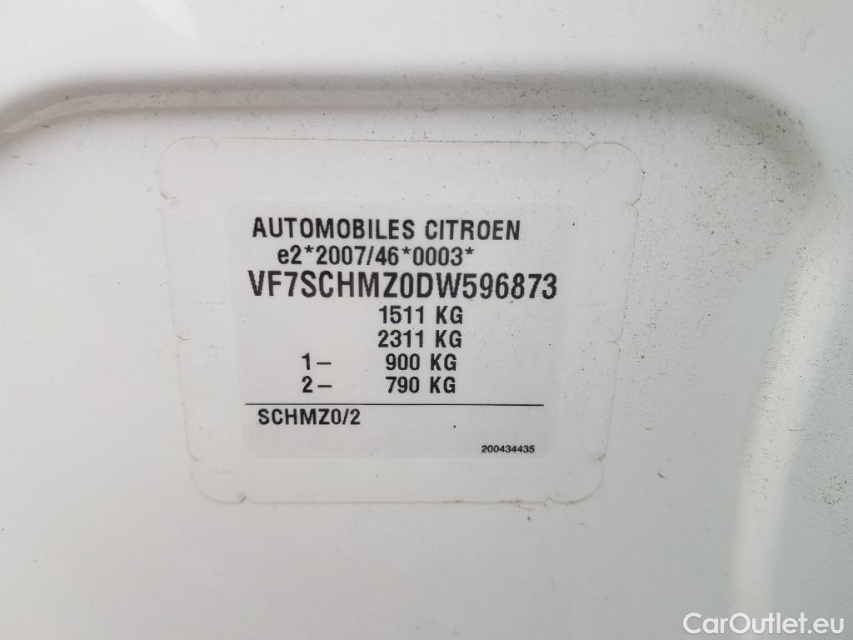 AUTOMOBILES CITROEN
e2*2007/46*0003*
VF7SCHMZ0DW596873
1511 KG
2311 KG
1- 900 KG
2- 790 KG
SCHMZ0/2
200434435
CarOutlet.eu